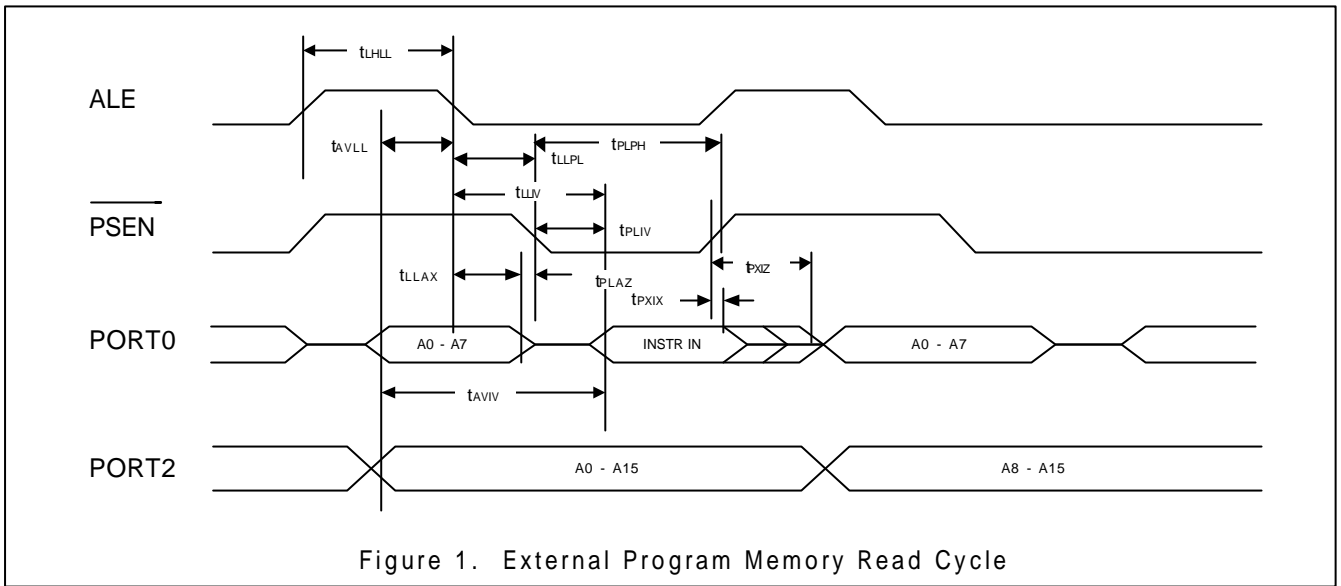 tLHLL
ALE
tAVLL
tLLPL
tPLPH
tLLIV
PSEN
tPLIV
tLLAX
tPLAZ
tPXIZ
tPXIX
PORT0
A0 - A7
INSTR IN
A0 - A7
tAVIV
PORT2
A0 - A15
A8 - A15
Figure 1. External Program Memory Read Cycle